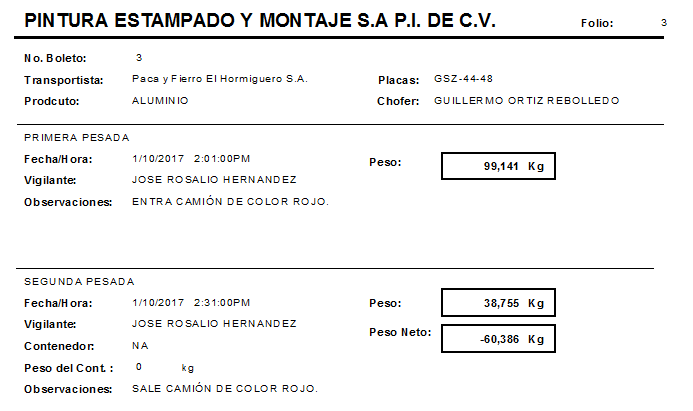 PINTURA ESTAMPADO Y MONTAJE S.A P.I. DE C.V. Folio: 3
No. Boleto: 3
Transportista: Paca y Fierro El Hormiguero S.A. Placas: GSZ-44-48
Prodcuto: ALUMINIO Chofer: GUILLERMO ORTIZ REBOLLEDO
PRIMERA PESADA
Fecha/Hora: 1/10/2017 2:01:00PM Peso: 99,141 Kg
Vigilante: JOSE ROSALIO HERNANDEZ
Observaciones: ENTRA CAMIÓN DE COLOR ROJO.
SEGUNDA PESADA
Fecha/Hora: 1/10/2017 2:31:00PM Peso: 38,755 Kg
Vigilante: JOSE ROSALIO HERNANDEZ Peso Neto: -60,386 Kg
Contenedor: NA
Peso del Cont. : 0 kg
Observaciones: SALE CAMIÓN DE COLOR ROJO.